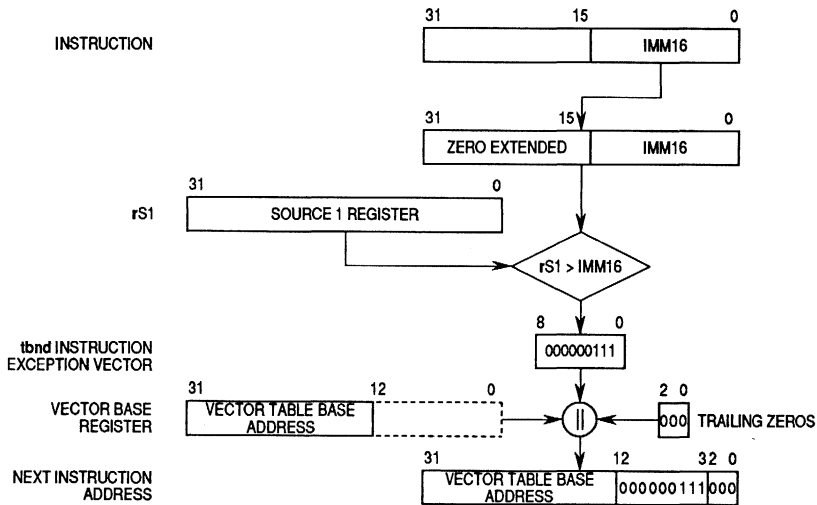 31 15 0
INSTRUCTION IMM16
31 15 0
ZERO EXTENDED IMM16
31 0
rS1 SOURCE 1 REGISTER
rS1 > IMM16
8 0
tbnd INSTRUCTION
EXCEPTION VECTOR
000000111
31 12 0 2 0
VECTOR BASE
REGISTER
VECTOR TABLE BASE
ADDRESS
||
000 TRAILING ZEROS
31 12 32 0
NEXT INSTRUCTION
ADDRESS
VECTOR TABLE BASE
ADDRESS
000000111 000